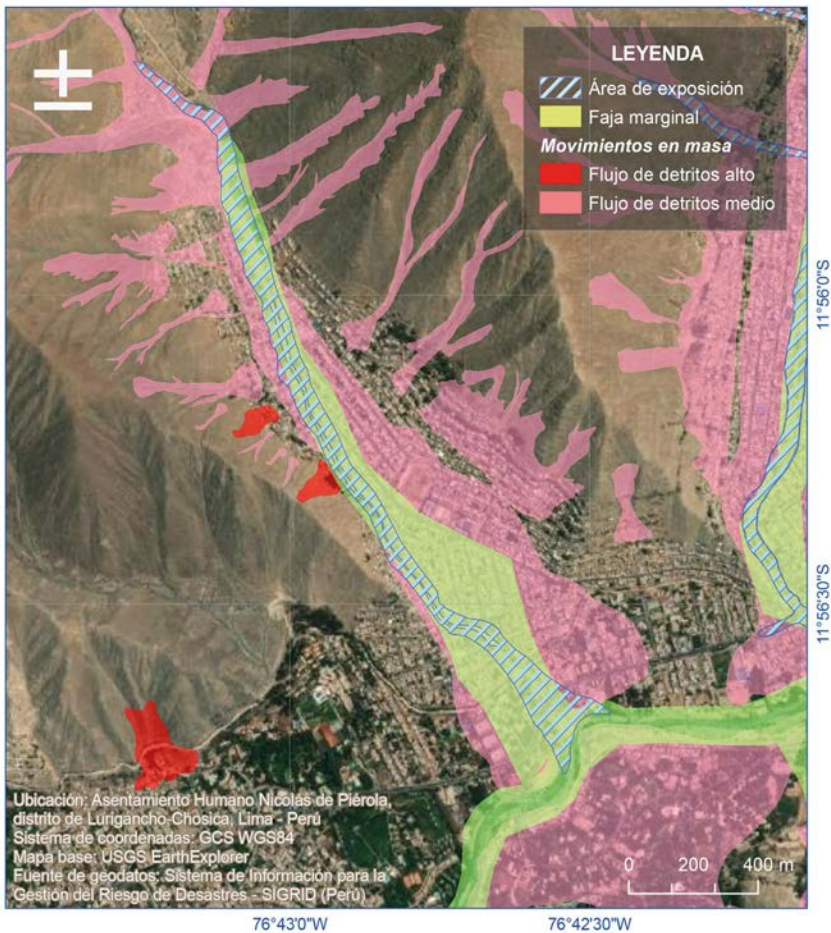 LEYENDA
Área de exposición
Faja marginal
Movimientos en masa
Flujo de detritos alto
Flujo de detritos medio
11°56'0"S
11°56'30"S
Ubicación: Asentamiento Humano Nicolás de Piérola,
distrito de Lurigancho-Chosica, Lima - Perú
Sistema de coordenadas: GCS WGS84
Mapa base: USGS EarthExplorer
Fuente de geodatos: Sistema de Información para la
Gestión del Riesgo de Desastres - SIGRID (Perú)
0 200 400 m
76°43'0"W 76°42'30"W